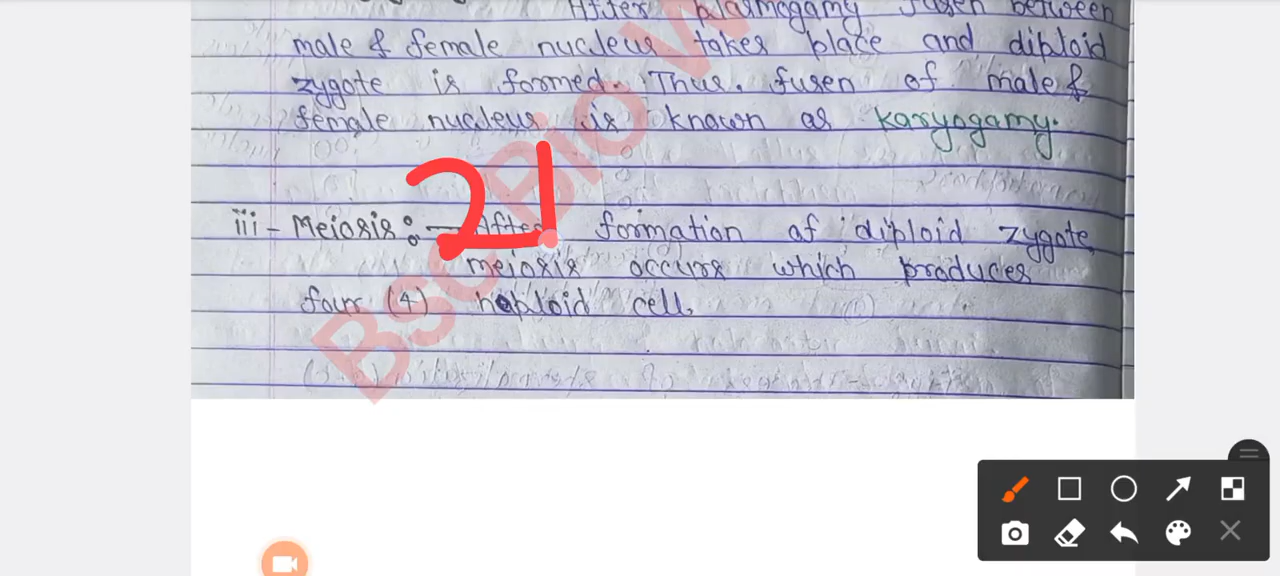 After plasmogamy fusen between
male & female nucleus takes place and diploid
zygote is formed. Thus, fusen of male &
female nucleus is known as Karyogamy.
21
iii - Meiosis :- After formation of diploid zygote
meiosis occurs which produces
four (4) haploid cell.
Bsc Bio W